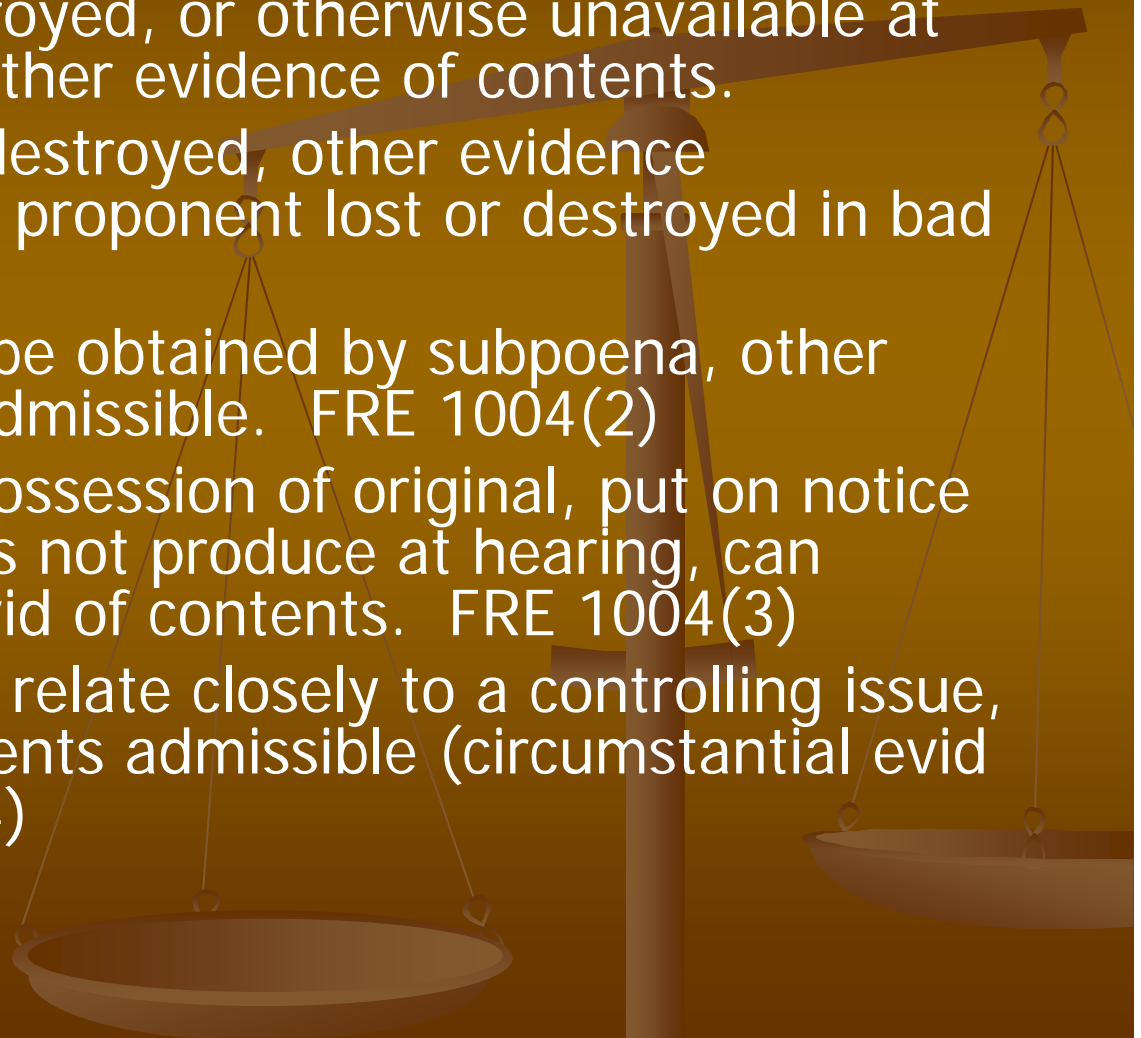 royed, or otherwise unavailable at
ther evidence of contents.
destroyed, other evidence
proponent lost or destroyed in bad
be obtained by subpoena, other
dmissible. FRE 1004(2)
ossession of original, put on notice
s not produce at hearing, can
id of contents. FRE 1004(3)
relate closely to a controlling issue,
ents admissible (circumstantial evid
)